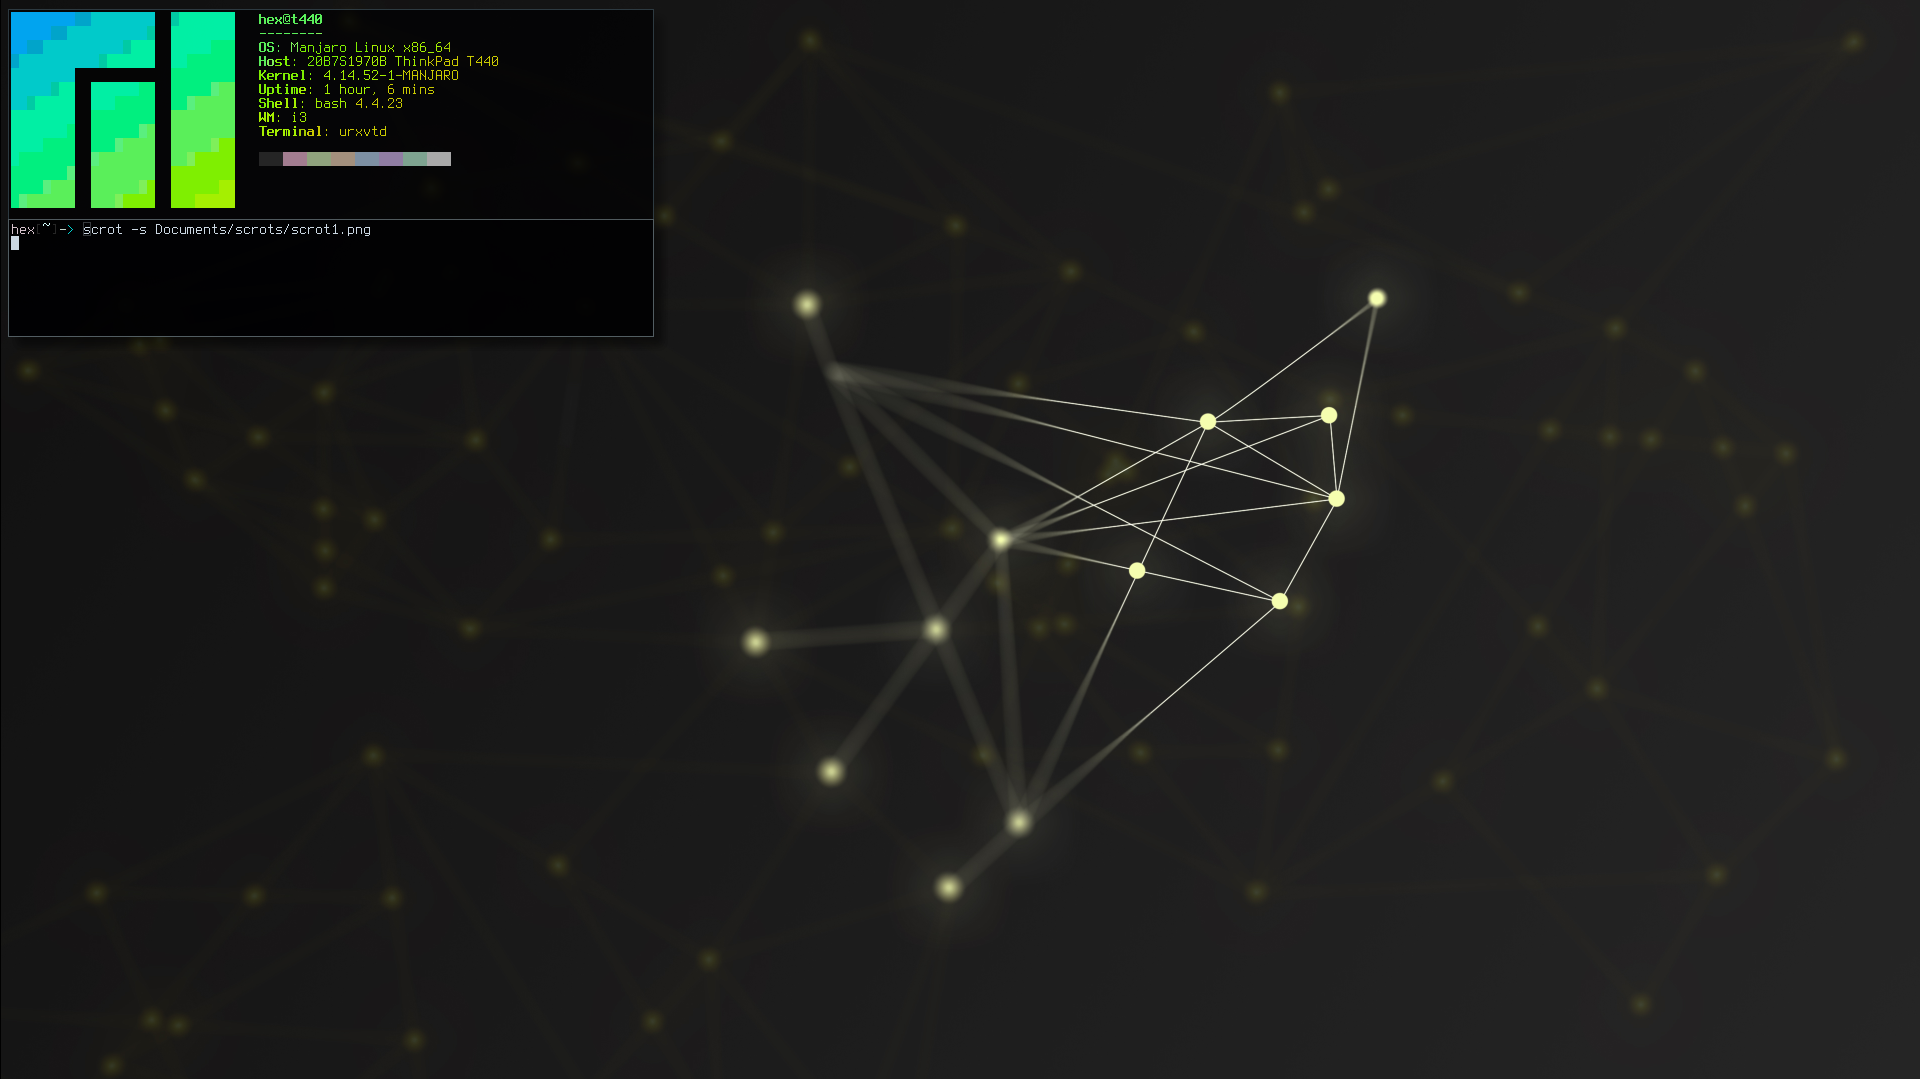 hex@t440
--------
OS: Manjaro Linux x86_64
Host: 20B7S1970B ThinkPad T440
Kernel: 4.14.52-1-MANJARO
Uptime: 1 hour, 6 mins
Shell: bash 4.4.23
WM: i3
Terminal: urxvtd
hex[~]-> scrot -s Documents/scrots/scrot1.png